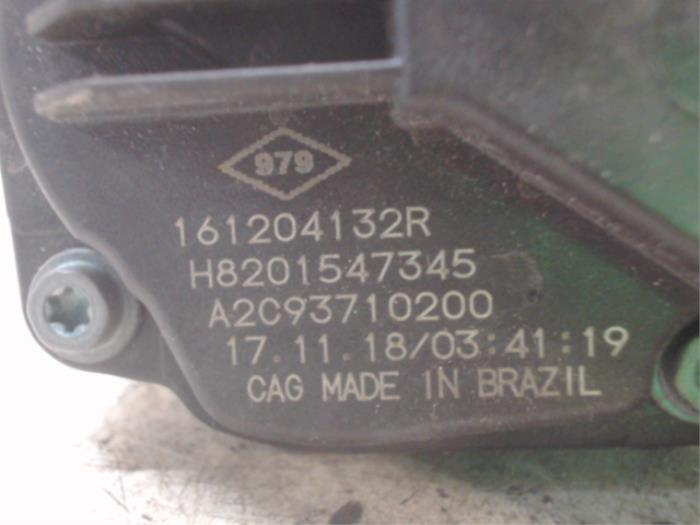 979
161204132R
H8201547345
A2C93710200
17.11.18/03:41:19
CAG MADE IN BRAZIL